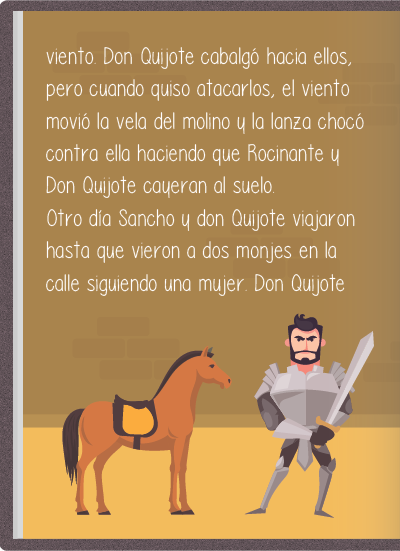 viento. Don Quijote cabalgó hacia ellos,
pero cuando quiso atacarlos, el viento
movió la vela del molino y la lanza chocó
contra ella haciendo que Rocinante y
Don Quijote cayeran al suelo.
Otro día Sancho y don Quijote viajaron
hasta que vieron a dos monjes en la
calle siguiendo una mujer. Don Quijote